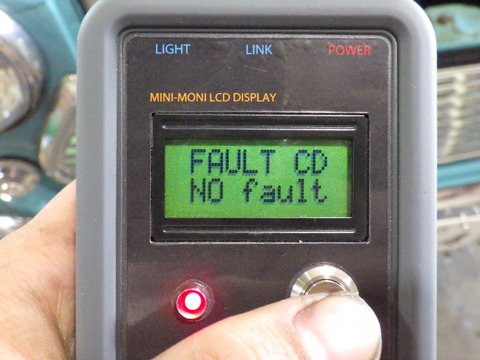 LIGHT LINK POWER
MINI-MONI LCD DISPLAY
FAULT CD
NO fault